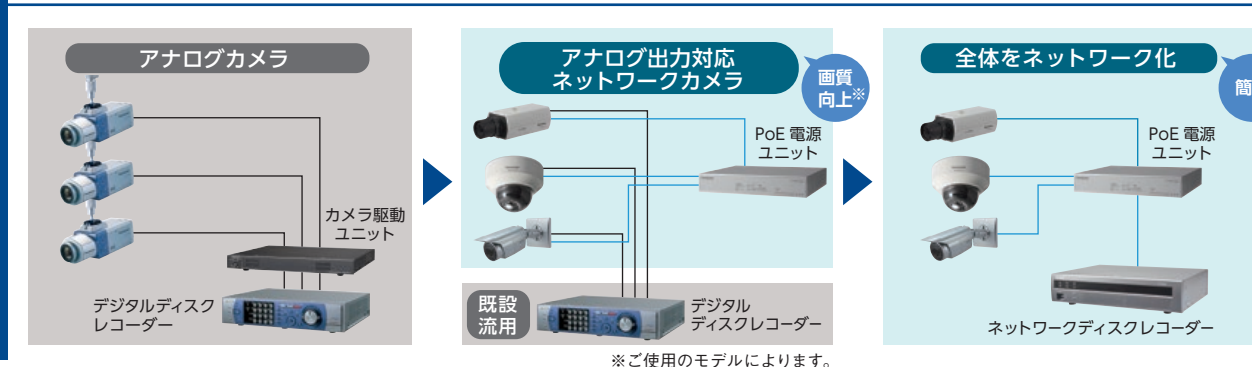 アナログカメラ
カメラ駆動
ユニット
デジタルディスク
レコーダー
アナログ出力対応
ネットワークカメラ
画質
向上※
PoE 電源
ユニット
既設
流用
デジタル
ディスクレコーダー
※ご使用のモデルによります。
全体をネットワーク化
簡
PoE 電源
ユニット
ネットワークディスクレコーダー